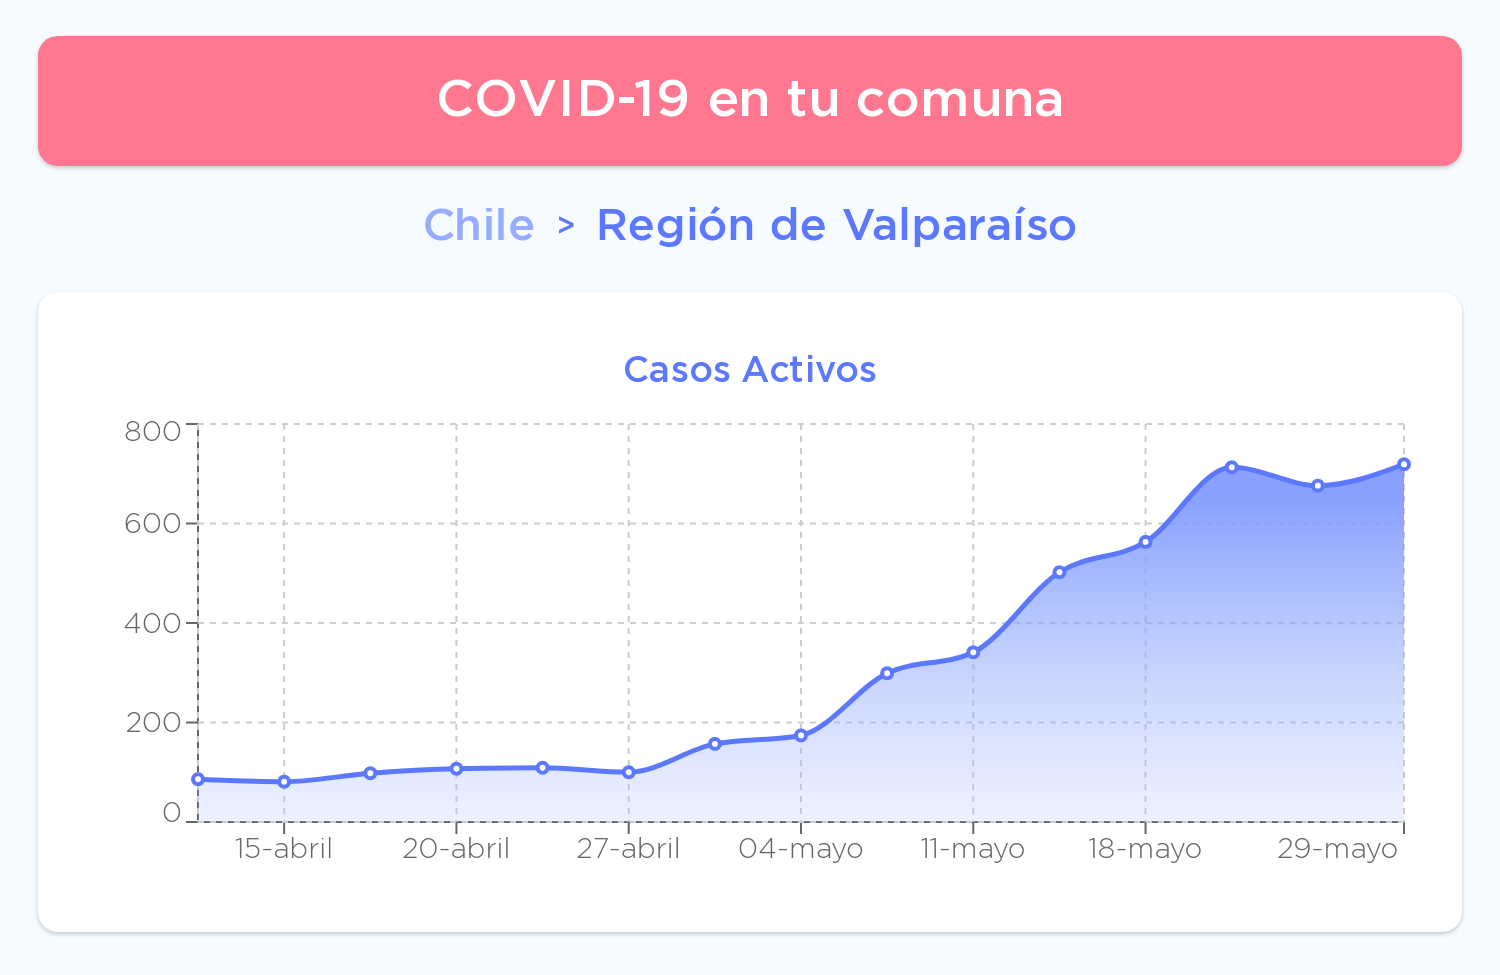 COVID-19 en tu comuna
Chile > Región de Valparaíso
Casos Activos
800
600
400
200
0
15-abril 20-abril 27-abril 04-mayo 11-mayo 18-mayo 29-mayo